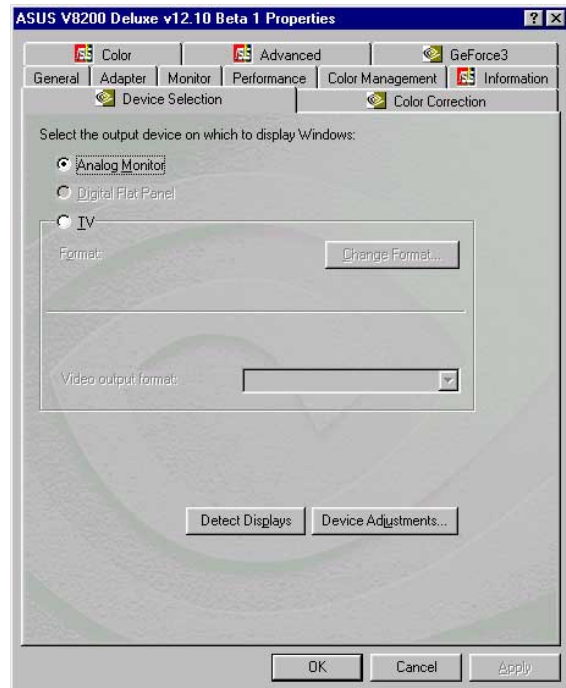 ASUS V8200 Deluxe v12.10 Beta 1 Properties
Color Advanced GeForce3
General Adapter Monitor Performance Color Management Information
Device Selection Color Correction
Select the output device on which to display Windows:
Analog Monitor
Digital Flat Panel
TV
Format: Change Format...
Video output format:
Detect Displays Device Adjustments...
OK Cancel Apply